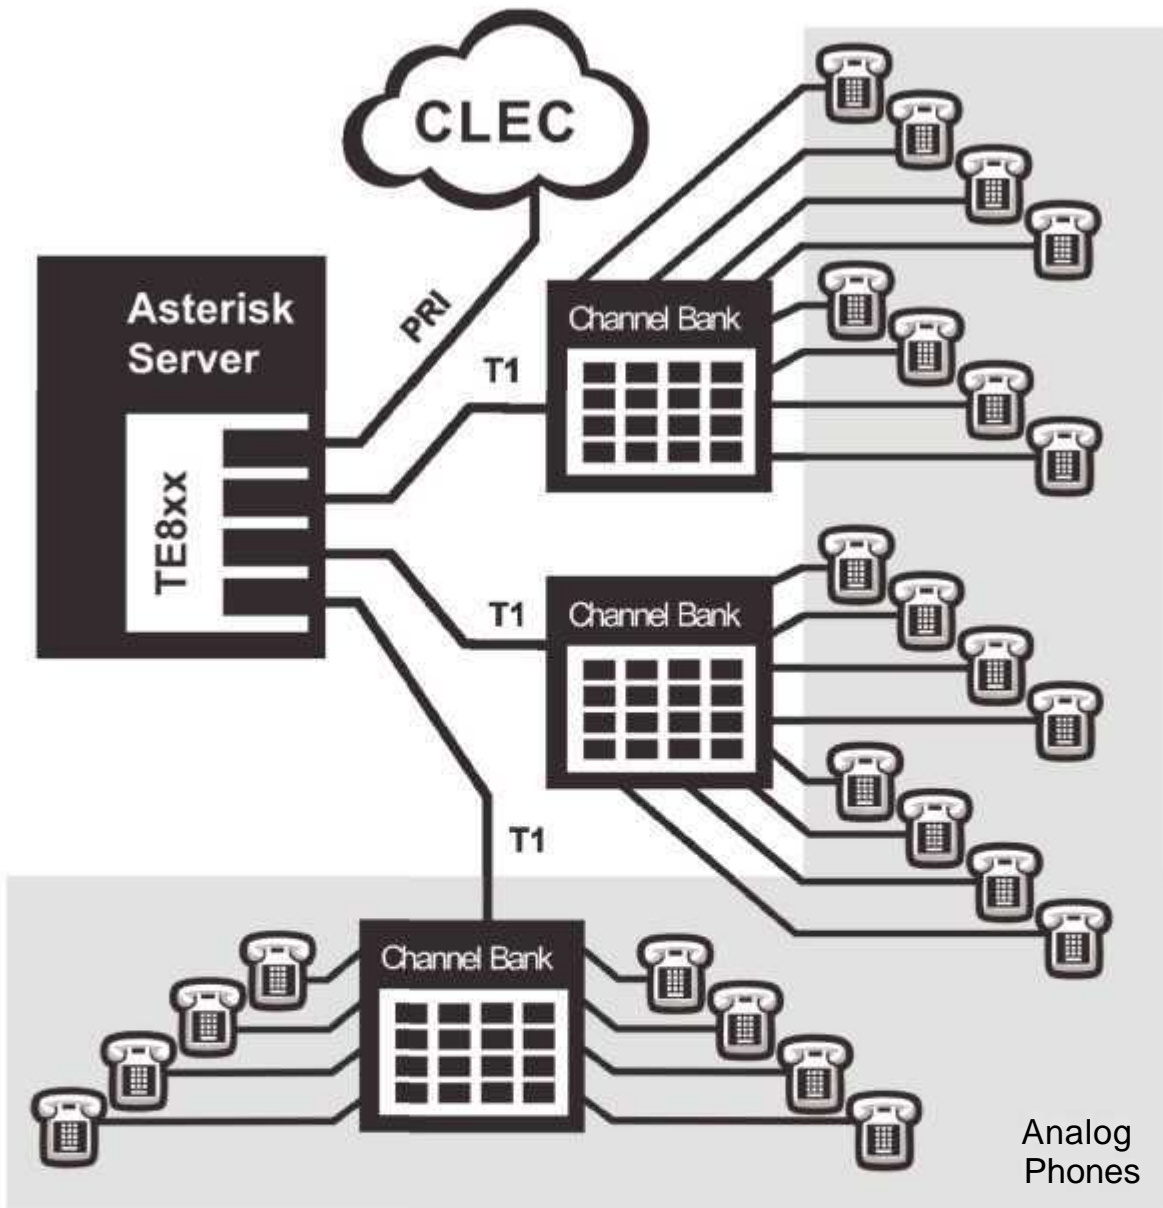 CLEC
Asterisk
Server
PRI
Channel Bank
T1
TE8xx
T1
Channel Bank
T1
Channel Bank
Analog
Phones